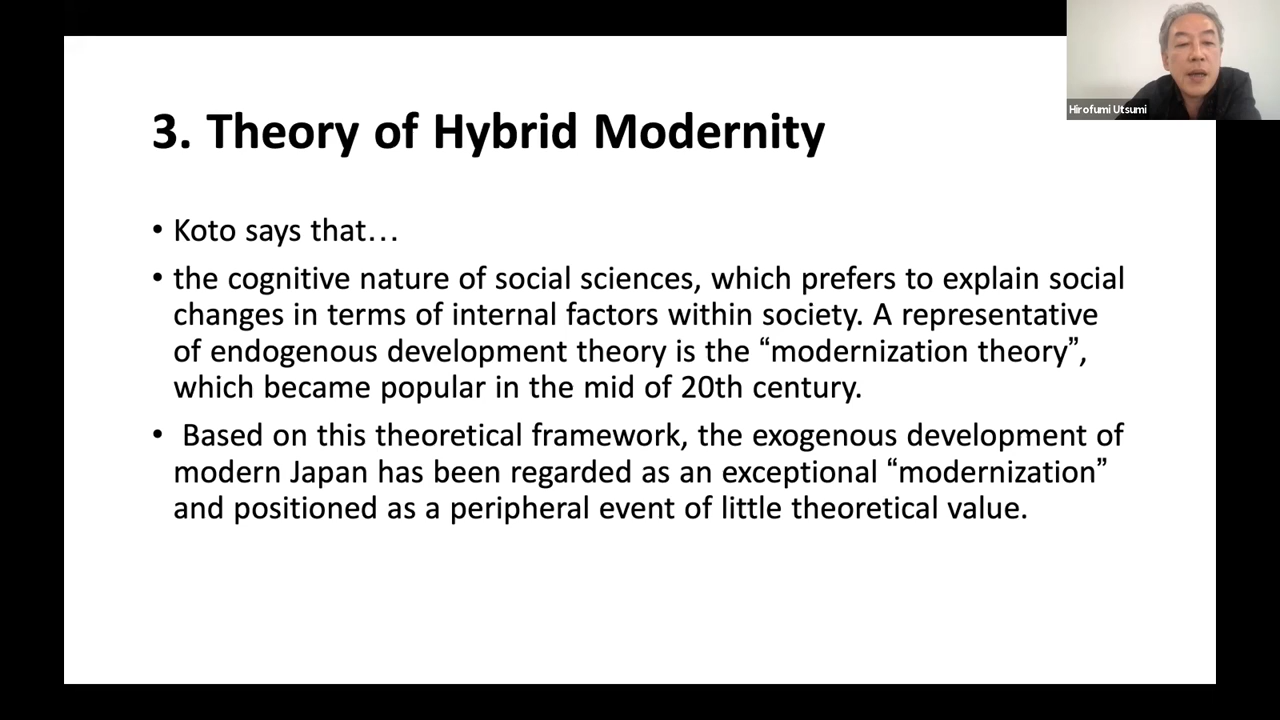 Hirofumi Utsumi
3. Theory of Hybrid Modernity
• Koto says that…
• the cognitive nature of social sciences, which prefers to explain social
changes in terms of internal factors within society. A representative
of endogenous development theory is the “modernization theory”,
which became popular in the mid of 20th century.
• Based on this theoretical framework, the exogenous development of
modern Japan has been regarded as an exceptional “modernization”
and positioned as a peripheral event of little theoretical value.